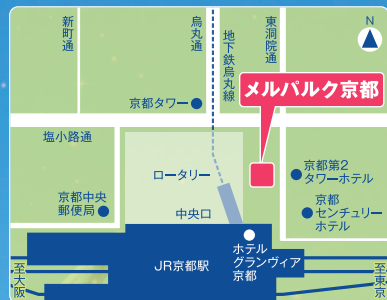 新町通
烏丸通
地下鉄烏丸線
東洞院通
N
メルパルク京都
京都タワー
塩小路通
ロータリー
京都第2
タワーホテル
京都中央
郵便局
中央口
京都
センチュリー
ホテル
ホテル
グランヴィア
京都
JR京都駅
至大阪
至東京